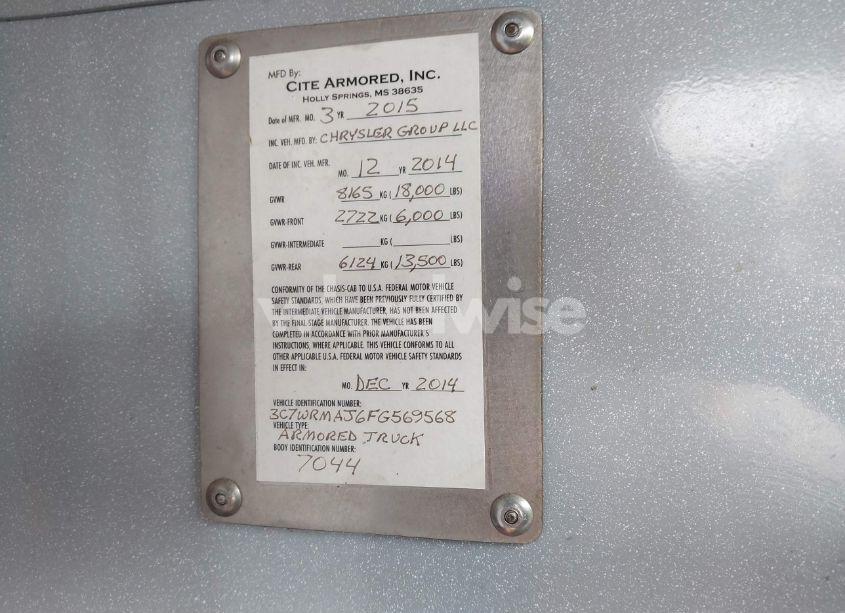 MFD By:
CITE ARMORED, INC.
HOLLY SPRINGS, MS 38635
Date of MFR. MO. 3 YR 2015
INC. VEH. MFD. BY: CHRYSLER GROUP LLC
DATE OF INC. VEH. MFR. MO. 12 YR 2014
GVWR 8165 KG ( 18,000 LBS)
GVWR-FRONT 2722 KG ( 6,000 LBS)
GVWR-INTERMEDIATE KG ( LBS)
GVWR-REAR 6124 KG ( 13,500 LBS)
CONFORMITY OF THE CHASIS-CAB TO U.S.A. FEDERAL MOTOR VEHICLE
SAFETY STANDARDS, WHICH HAVE BEEN PREVIOUSLY FULLY CERTIFIED BY
THE INTERMEDIATE VEHICLE MANUFACTURER, HAS NOT BEEN AFFECTED
BY THE FINAL STAGE MANUFACTURER. THE VEHICLE HAS BEEN
COMPLETED IN ACCORDANCE WITH PRIOR MANUFACTURER'S
INSTRUCTIONS, WHERE APPLICABLE. THIS VEHICLE CONFORMS TO ALL
OTHER APPLICABLE U.S.A. FEDERAL MOTOR VEHICLE SAFETY STANDARDS
IN EFFECT IN:
MO. DEC YR 2014
VEHICLE IDENTIFICATION NUMBER:
3C7WRMAJ6FG569568
VEHICLE TYPE:
ARMORED TRUCK
BODY IDENTIFICATION NUMBER:
7044